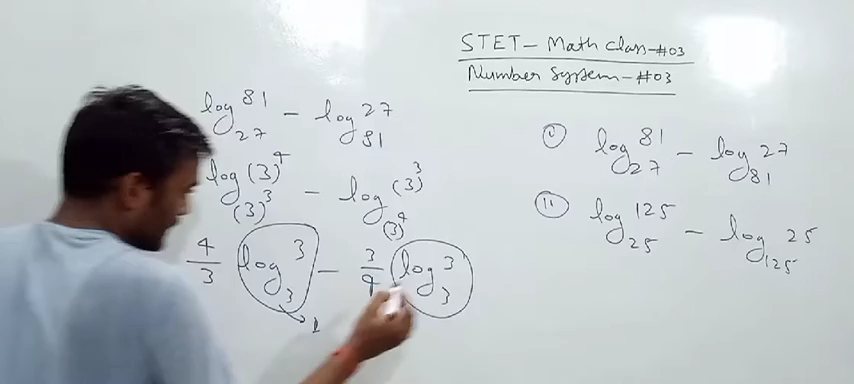 STET- Math class-#03
Number System-#03
log 81 27 - log 27 81
log (3)^4 (3)^3 - log (3)^3 (3)^4
4/3 log 3 3 - 3/4 log 3 3
1
(i) log 81 27 - log 27 81
(ii) log 125 25 - log 25 125